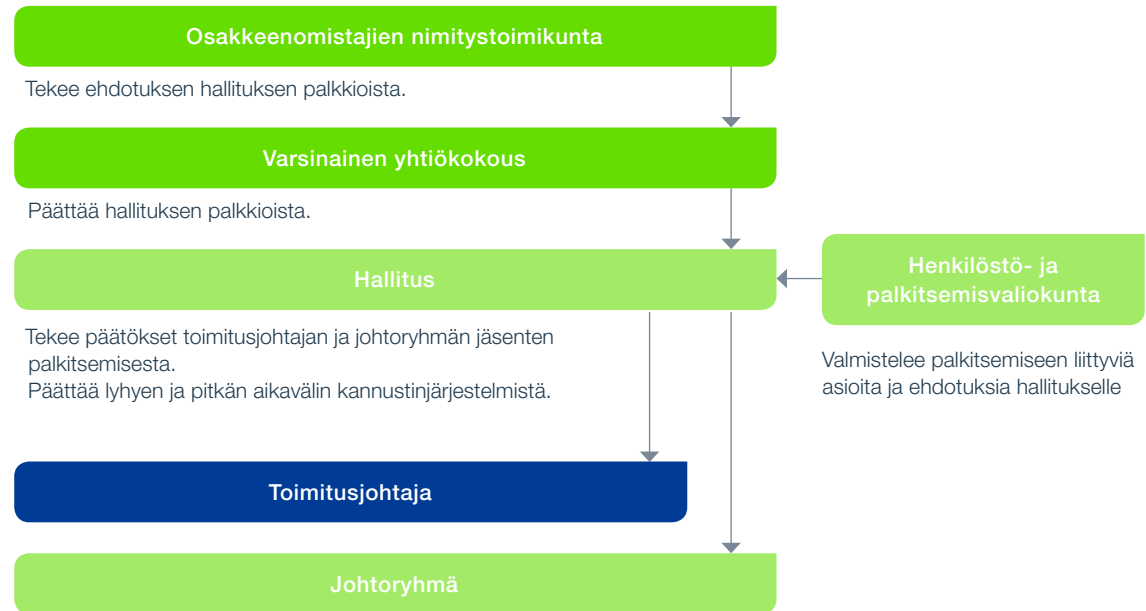 Osakkeenomistajien nimitystoimikunta
Tekee ehdotuksen hallituksen palkkioista.
Varsinainen yhtiökokous
Päättää hallituksen palkkioista.
Hallitus
Henkilöstö- ja
palkitsemisvaliokunta
Tekee päätökset toimitusjohtajan ja johtoryhmän jäsenten
palkitsemisesta.
Päättää lyhyen ja pitkän aikavälin kannustinjärjestelmistä.
Valmistelee palkitsemiseen liittyviä
asioita ja ehdotuksia hallitukselle
Toimitusjohtaja
Johtoryhmä